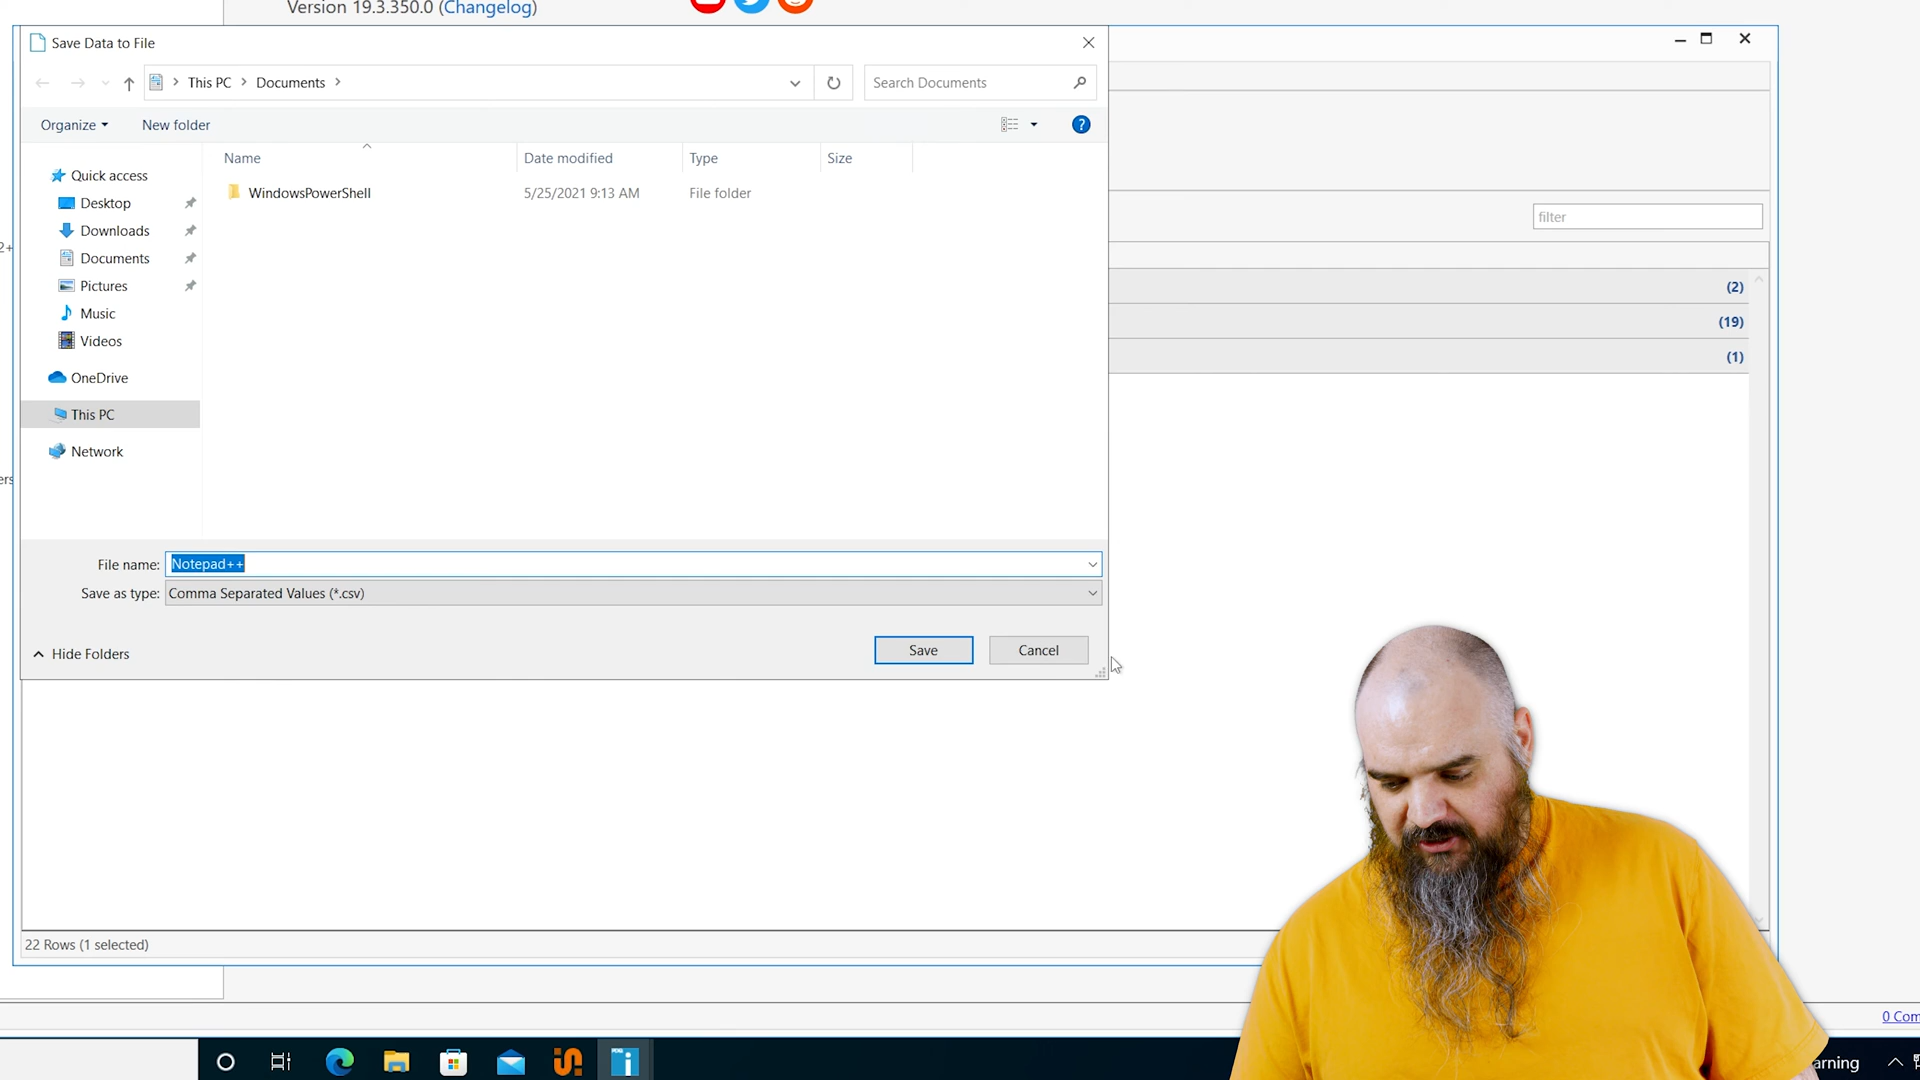 Version 19.3.350.0 (Changelog)
Save Data to File
This PC
Documents
Search Documents
Organize
New folder
Name
Date modified
Type
Size
Quick access
WindowsPowerShell
5/25/2021 9:13 AM
File folder
Desktop
Downloads
filter
2+
Documents
Pictures
(2)
Music
(19)
Videos
(1)
OneDrive
This PC
Network
ers
File name:
Notepad++
Save as type:
Comma Separated Values (*.csv)
Hide Folders
Save
Cancel
22 Rows (1 selected)
0 Com
arning